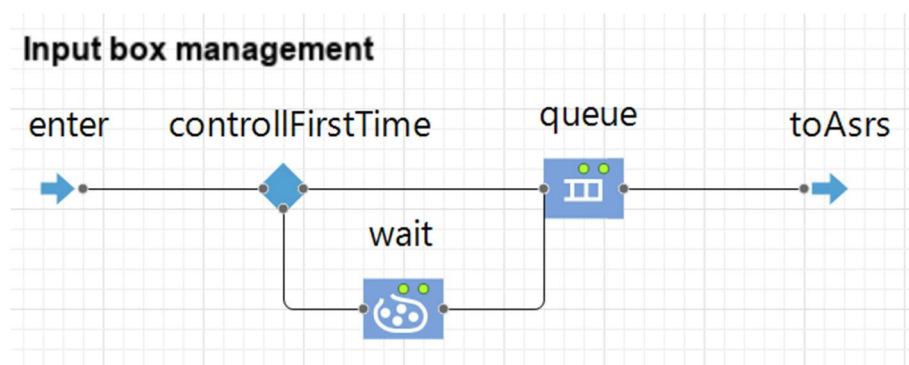 Input box management
enter
controllFirstTime
queue
toAsrs
wait